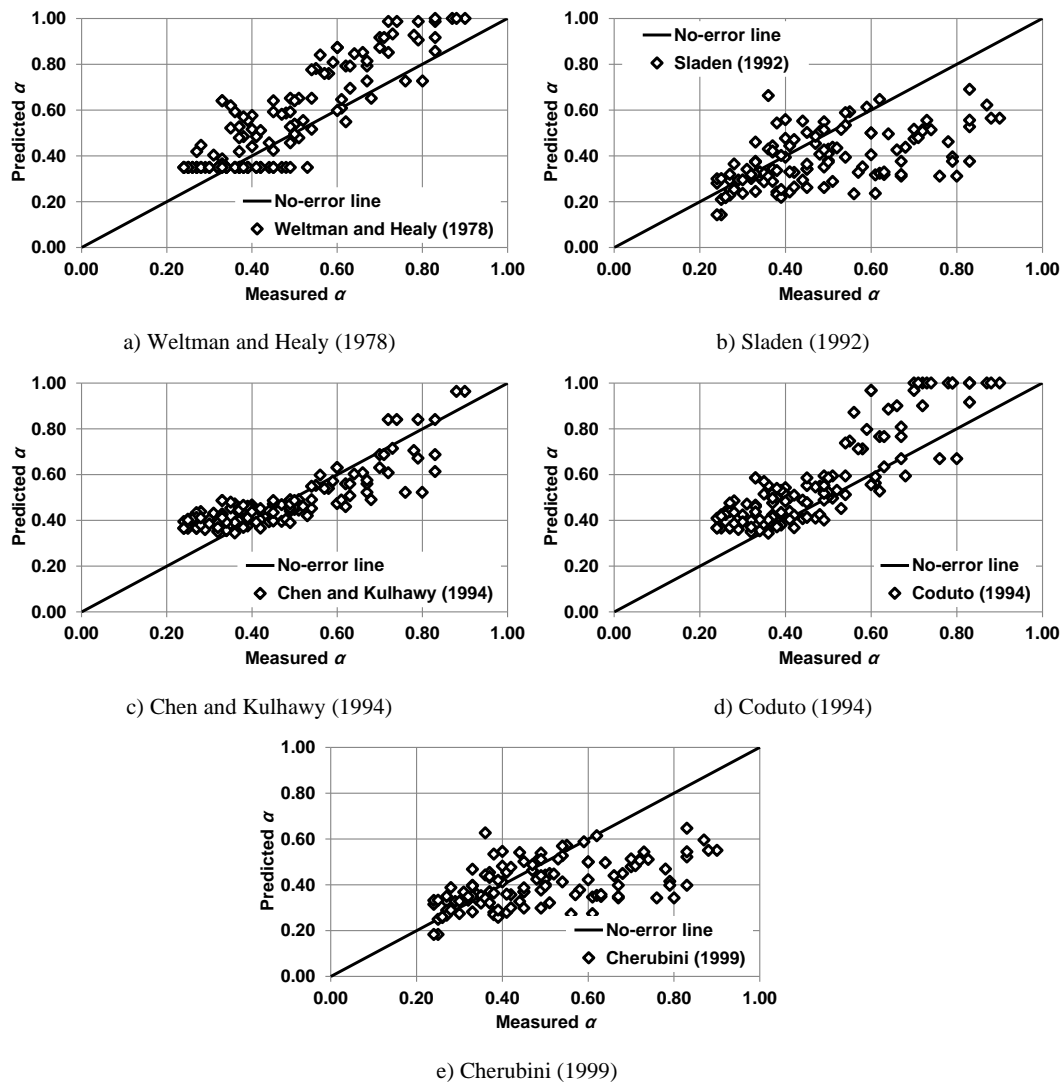 1.00
0.80
0.60
0.40
0.20
0.00
Predicted α
No-error line
Weltman and Healy (1978)
0.00 0.20 0.40 0.60 0.80 1.00
Measured α
a) Weltman and Healy (1978)
1.00
0.80
0.60
0.40
0.20
0.00
Predicted α
No-error line
Sladen (1992)
0.00 0.20 0.40 0.60 0.80 1.00
Measured α
b) Sladen (1992)
1.00
0.80
0.60
0.40
0.20
0.00
Predicted α
No-error line
Chen and Kulhawy (1994)
0.00 0.20 0.40 0.60 0.80 1.00
Measured α
c) Chen and Kulhawy (1994)
1.00
0.80
0.60
0.40
0.20
0.00
Predicted α
No-error line
Coduto (1994)
0.00 0.20 0.40 0.60 0.80 1.00
Measured α
d) Coduto (1994)
1.00
0.80
0.60
0.40
0.20
0.00
Predicted α
No-error line
Cherubini (1999)
0.00 0.20 0.40 0.60 0.80 1.00
Measured α
e) Cherubini (1999)